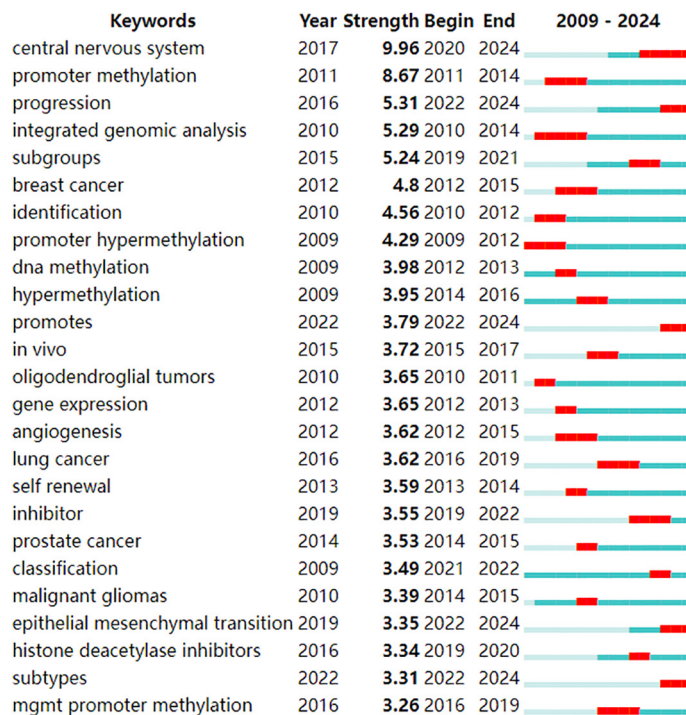 Keywords Year Strength Begin End 2009 - 2024
central nervous system 2017 9.96 2020 2024
promoter methylation 2011 8.67 2011 2014
progression 2016 5.31 2022 2024
integrated genomic analysis 2010 5.29 2010 2014
subgroups 2015 5.24 2019 2021
breast cancer 2012 4.8 2012 2015
identification 2010 4.56 2010 2012
promoter hypermethylation 2009 4.29 2009 2012
dna methylation 2009 3.98 2012 2013
hypermethylation 2009 3.95 2014 2016
promotes 2022 3.79 2022 2024
in vivo 2015 3.72 2015 2017
oligodendroglial tumors 2010 3.65 2010 2011
gene expression 2012 3.65 2012 2013
angiogenesis 2012 3.62 2012 2015
lung cancer 2016 3.62 2016 2019
self renewal 2013 3.59 2013 2014
inhibitor 2019 3.55 2019 2022
prostate cancer 2014 3.53 2014 2015
classification 2009 3.49 2021 2022
malignant gliomas 2010 3.39 2014 2015
epithelial mesenchymal transition 2019 3.35 2022 2024
histone deacetylase inhibitors 2016 3.34 2019 2020
subtypes 2022 3.31 2022 2024
mgmt promoter methylation 2016 3.26 2016 2019